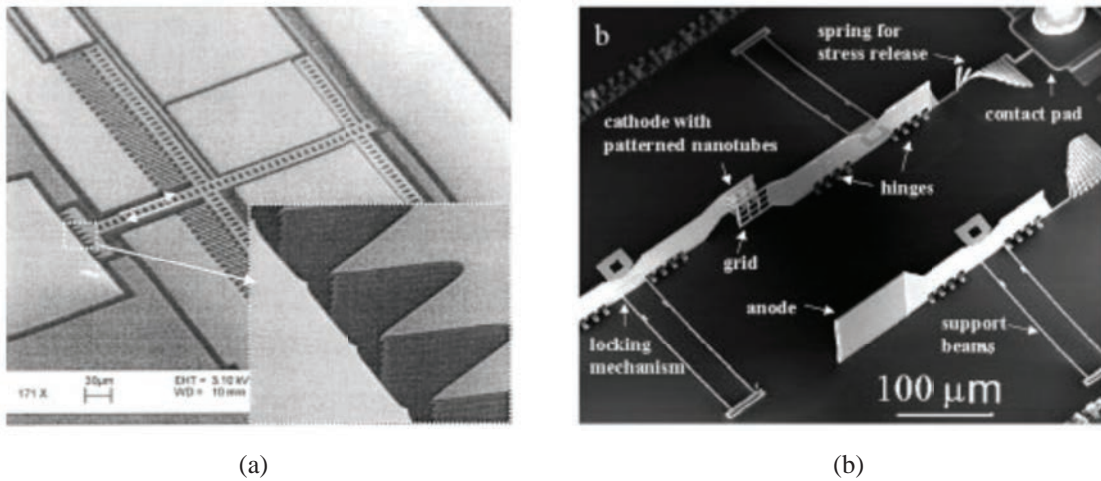 171 X
30µm
EHT = 3.10 kV
WD = 10 mm
b
spring for
stress release
contact pad
cathode with
patterned nanotubes
hinges
grid
anode
locking
mechanism
support
beams
100 µm
(a)
(b)